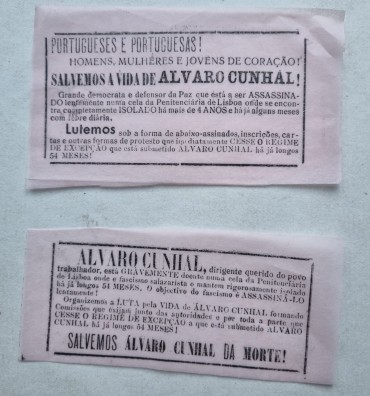 PORTUGUESES E PORTUGUESAS!
HOMENS, MULHERES E JOVENS DE CORAÇÃO!
SALVEMOS A VIDA DE ALVARO CUNHAL!
Grande democrata e defensor da Paz que está a ser ASSASSINA-
DO lentamente numa cela da Penitenciária de Lisboa onde se encon-
tra, completamente ISOLADO há mais de 4 ANOS e há já alguns meses
com febre diária.
Lutemos sob a forma de abaixo-assinados, inscrições, car-
tas e outras formas de protesto que imediatamente CESSE O REGIME
DE EXCEPÇÃO que está submetido ALVARO CUNHAL há já longos
54 MESES!
ALVARO CUNHAL, dirigente querido do povo
trabalhador, está GRAVEMENTE doente numa cela da Penitenciária
de Lisboa onde o fascismo salazarista o mantem rigorosamente isolado
há já longos 54 MESES. O objectivo do fascismo é ASSASSINÁ-LO
lentamente!
Organizemos a LUTA pela VIDA de ÁLVARO CUNHAL formando
Comissões que exijam junto das autoridades e por toda a parte que
CESSE O REGIME DE EXCEPÇÃO a que está submetido ALVARO
CUNHAL há já longos 54 MESES!
SALVEMOS ÁLVARO CUNHAL DA MORTE!